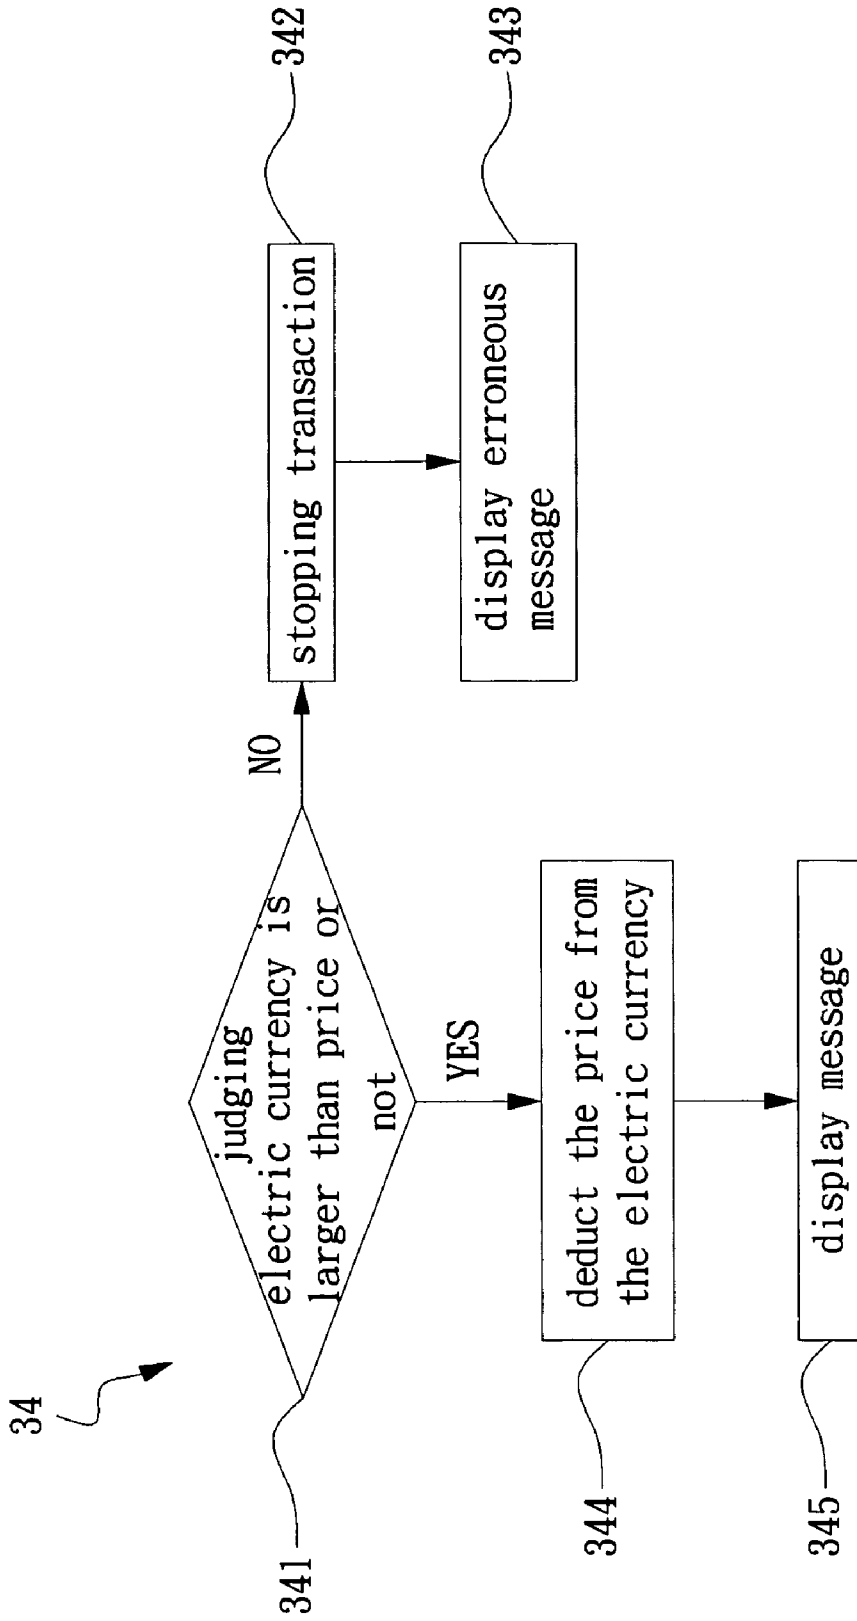 34
341
judging
electric currency is
larger than price or
not
NO
stopping transaction
342
display erroneous
message
343
YES
344
deduct the price from
the electric currency
345
display message